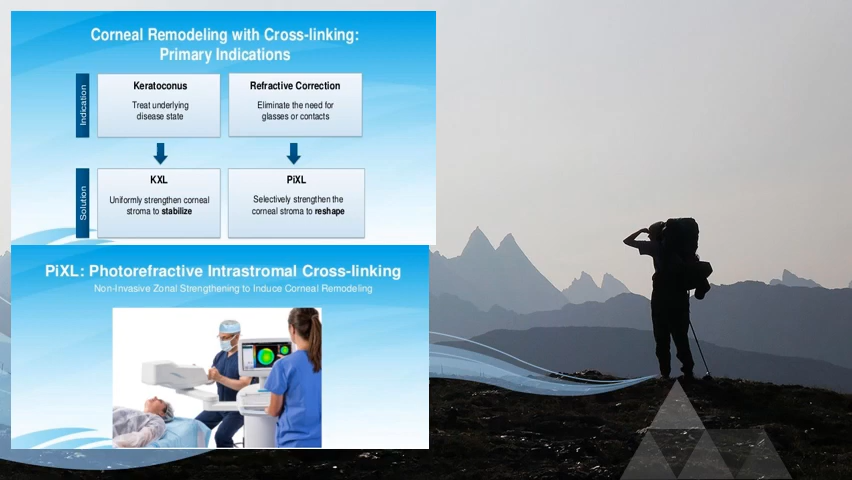 Corneal Remodeling with Cross-linking:
Primary Indications
Indication
Keratoconus
Treat underlying
disease state
Refractive Correction
Eliminate the need for
glasses or contacts
Solution
KXL
Uniformly strengthen corneal
stroma to stabilize
PiXL
Selectively strengthen the
corneal stroma to reshape
PiXL: Photorefractive Intrastromal Cross-linking
Non-Invasive Zonal Strengthening to Induce Corneal Remodeling